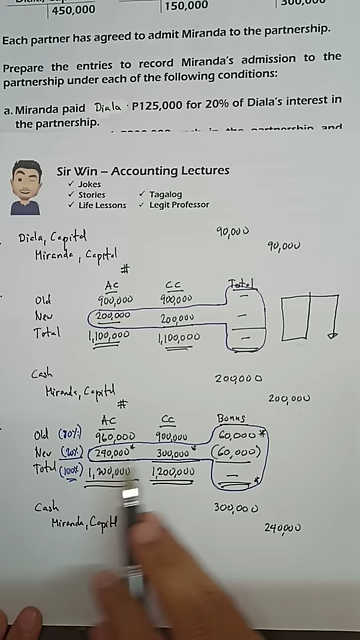 450,000
150,000
300,000
Each partner has agreed to admit Miranda to the partnership.
Prepare the entries to record Miranda's admission to the
partnership under each of the following conditions:
a. Miranda paid Diala P125,000 for 20% of Diala's interest in
the partnership.
Sir Win – Accounting Lectures
✓ Jokes
✓ Stories ✓ Tagalog
✓ Life Lessons ✓ Legit Professor
Diala, Capital 90,000
Miranda, Capital 90,000
#
AC CC Total
Old 900,000 900,000 —
New 200,000 200,000 —
Total 1,100,000 1,100,000 —
Cash 200,000
Miranda, Capital 200,000
#
AC CC Bonus
Old (80%) 960,000 900,000 60,000 *
New (20%) 240,000* 300,000* (60,000)
Total (100%) 1,200,000 1,200,000 — *
Cash 300,000
Miranda, Capital 240,000